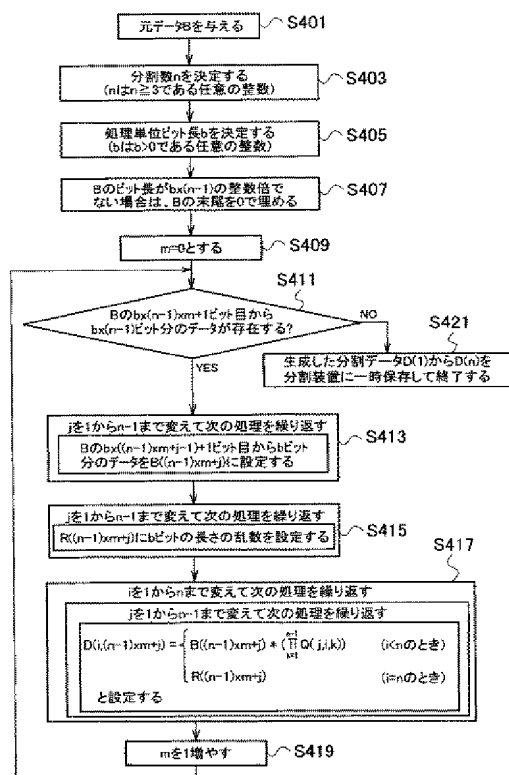 元データBを与える
S401
分割数nを決定する
(nはn≧3である任意の整数)
S403
処理単位ビット長bを決定する
(bはb>0である任意の整数)
S405
Bのビット長がbx(n-1)の整数倍で
ない場合は、Bの末尾を0で埋める
S407
m=0とする
S409
S411
Bのbx(n-1)xm+1ビット目から
bx(n-1)ビット分のデータが存在する?
NO
S421
生成した分割データD(1)からD(n)を
分割装置に一時保存して終了する
YES
jを1からn-1まで変えて次の処理を繰り返す
S413
Bのbx((n-1)xm+j-1)+1ビット目からbビット
分のデータをB((n-1)xm+j)に設定する
jを1からn-1まで変えて次の処理を繰り返す
S415
R((n-1)xm+j)にbビットの長さの乱数を設定する
S417
iを1からnまで変えて次の処理を繰り返す
jを1からn-1まで変えて次の処理を繰り返す
n-1
D(i,(n-1)xm+j) = { B((n-1)xm+j) * (Π Q(j,i,k)) (i<nのとき)
k=1
R((n-1)xm+j) (i=nのとき)
と設定する
mを1増やす
S419